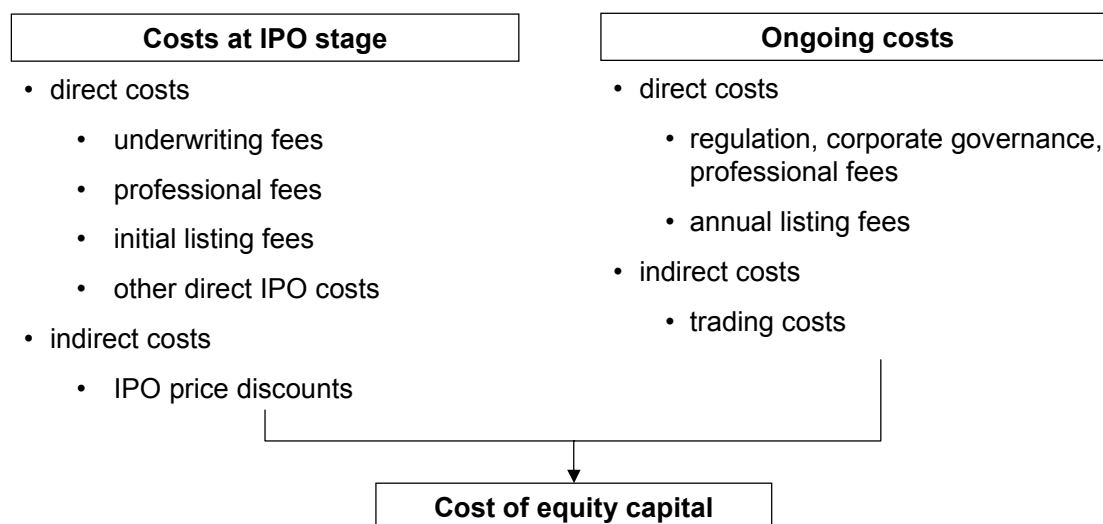 Costs at IPO stage
• direct costs
• underwriting fees
• professional fees
• initial listing fees
• other direct IPO costs
• indirect costs
• IPO price discounts
Ongoing costs
• direct costs
• regulation, corporate governance,
professional fees
• annual listing fees
• indirect costs
• trading costs
Cost of equity capital